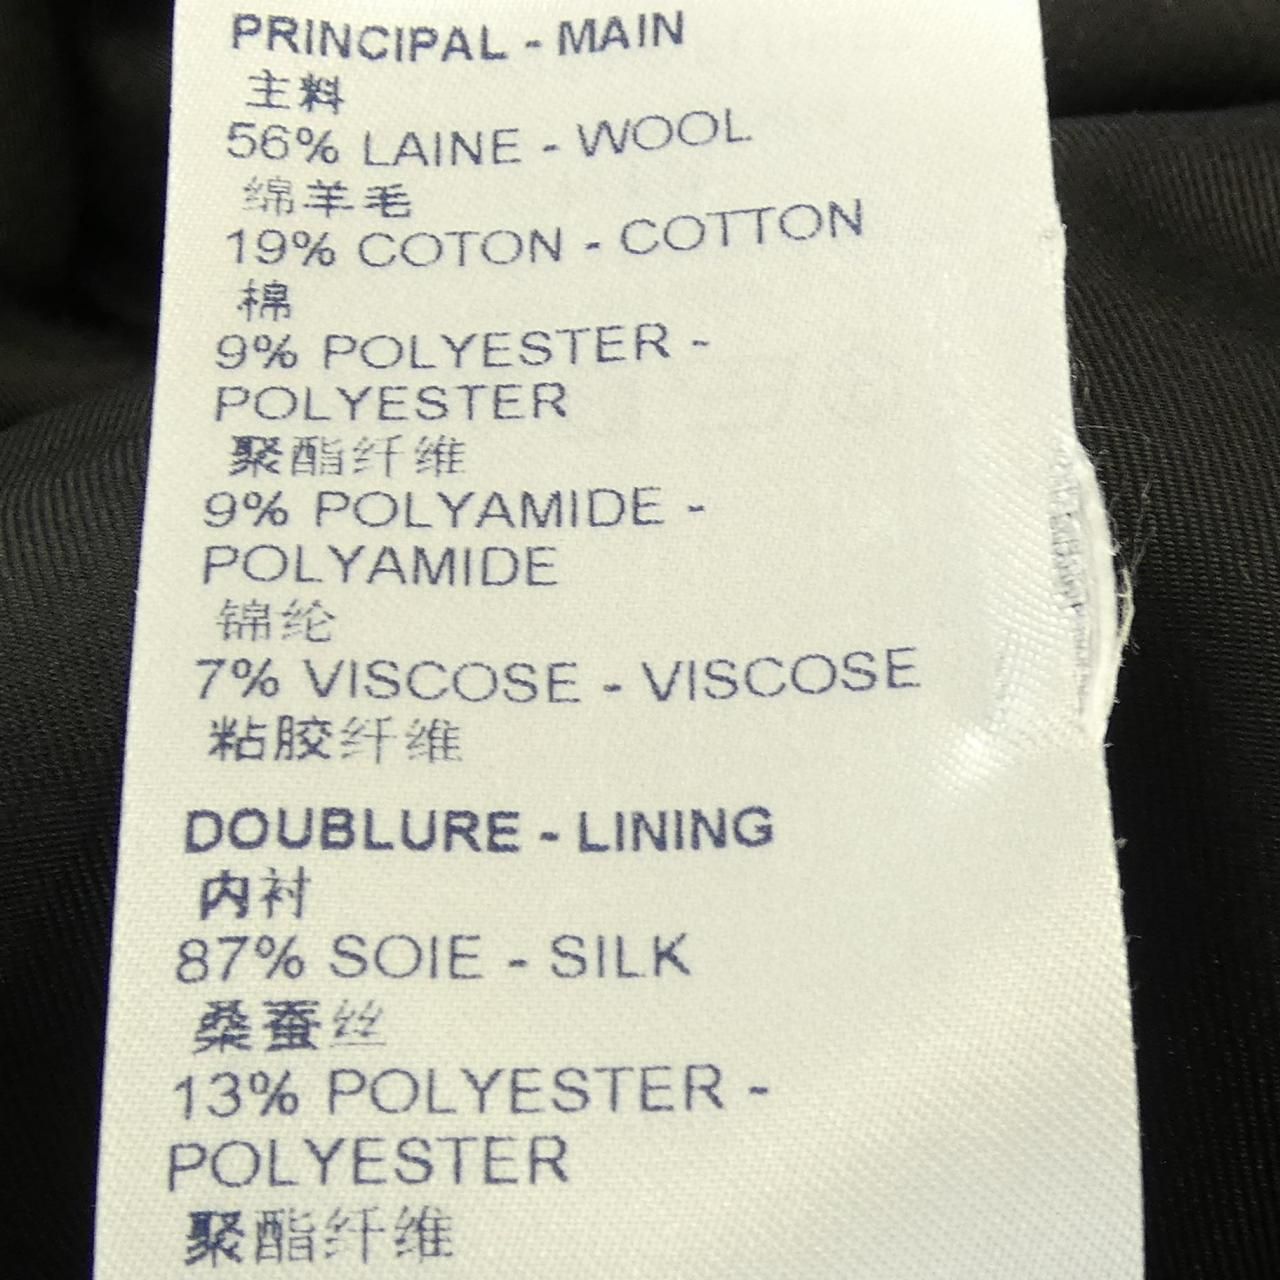 PRINCIPAL - MAIN
主料
56% LAINE - WOOL
绵羊毛
19% COTON - COTTON
棉
9% POLYESTER -
POLYESTER
聚酯纤维
9% POLYAMIDE -
POLYAMIDE
锦纶
7% VISCOSE - VISCOSE
粘胶纤维
DOUBLURE - LINING
内衬
87% SOIE - SILK
桑蚕丝
13% POLYESTER -
POLYESTER
聚酯纤维